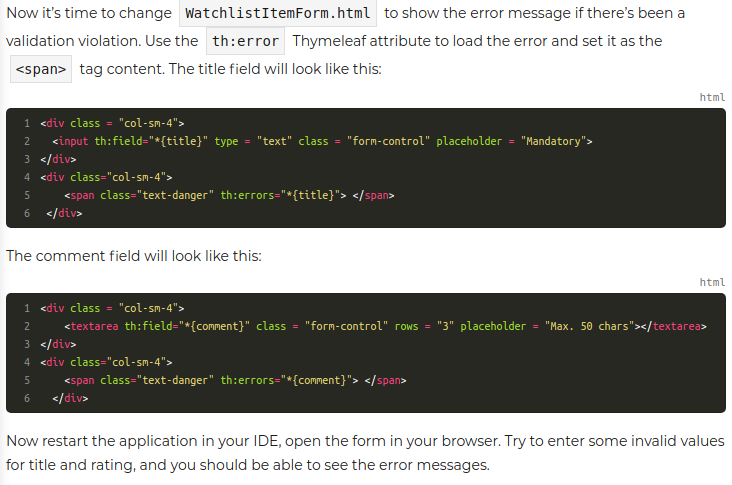 Now it’s time to change WatchlistItemForm.html to show the error message if there’s been a
validation violation. Use the th:error Thymeleaf attribute to load the error and set it as the
<span> tag content. The title field will look like this:
html
1 <div class = "col-sm-4">
2   <input th:field="*{title}" type = "text" class = "form-control" placeholder = "Mandatory">
3 </div>
4 <div class="col-sm-4">
5     <span class="text-danger" th:errors="*{title}"> </span>
6  </div>
The comment field will look like this:
html
1 <div class = "col-sm-4">
2     <textarea th:field="*{comment}" class = "form-control" rows = "3" placeholder = "Max. 50 chars"></textarea>
3 </div>
4 <div class="col-sm-4">
5     <span class="text-danger" th:errors="*{comment}"> </span>
6   </div>
Now restart the application in your IDE, open the form in your browser. Try to enter some invalid values
for title and rating, and you should be able to see the error messages.